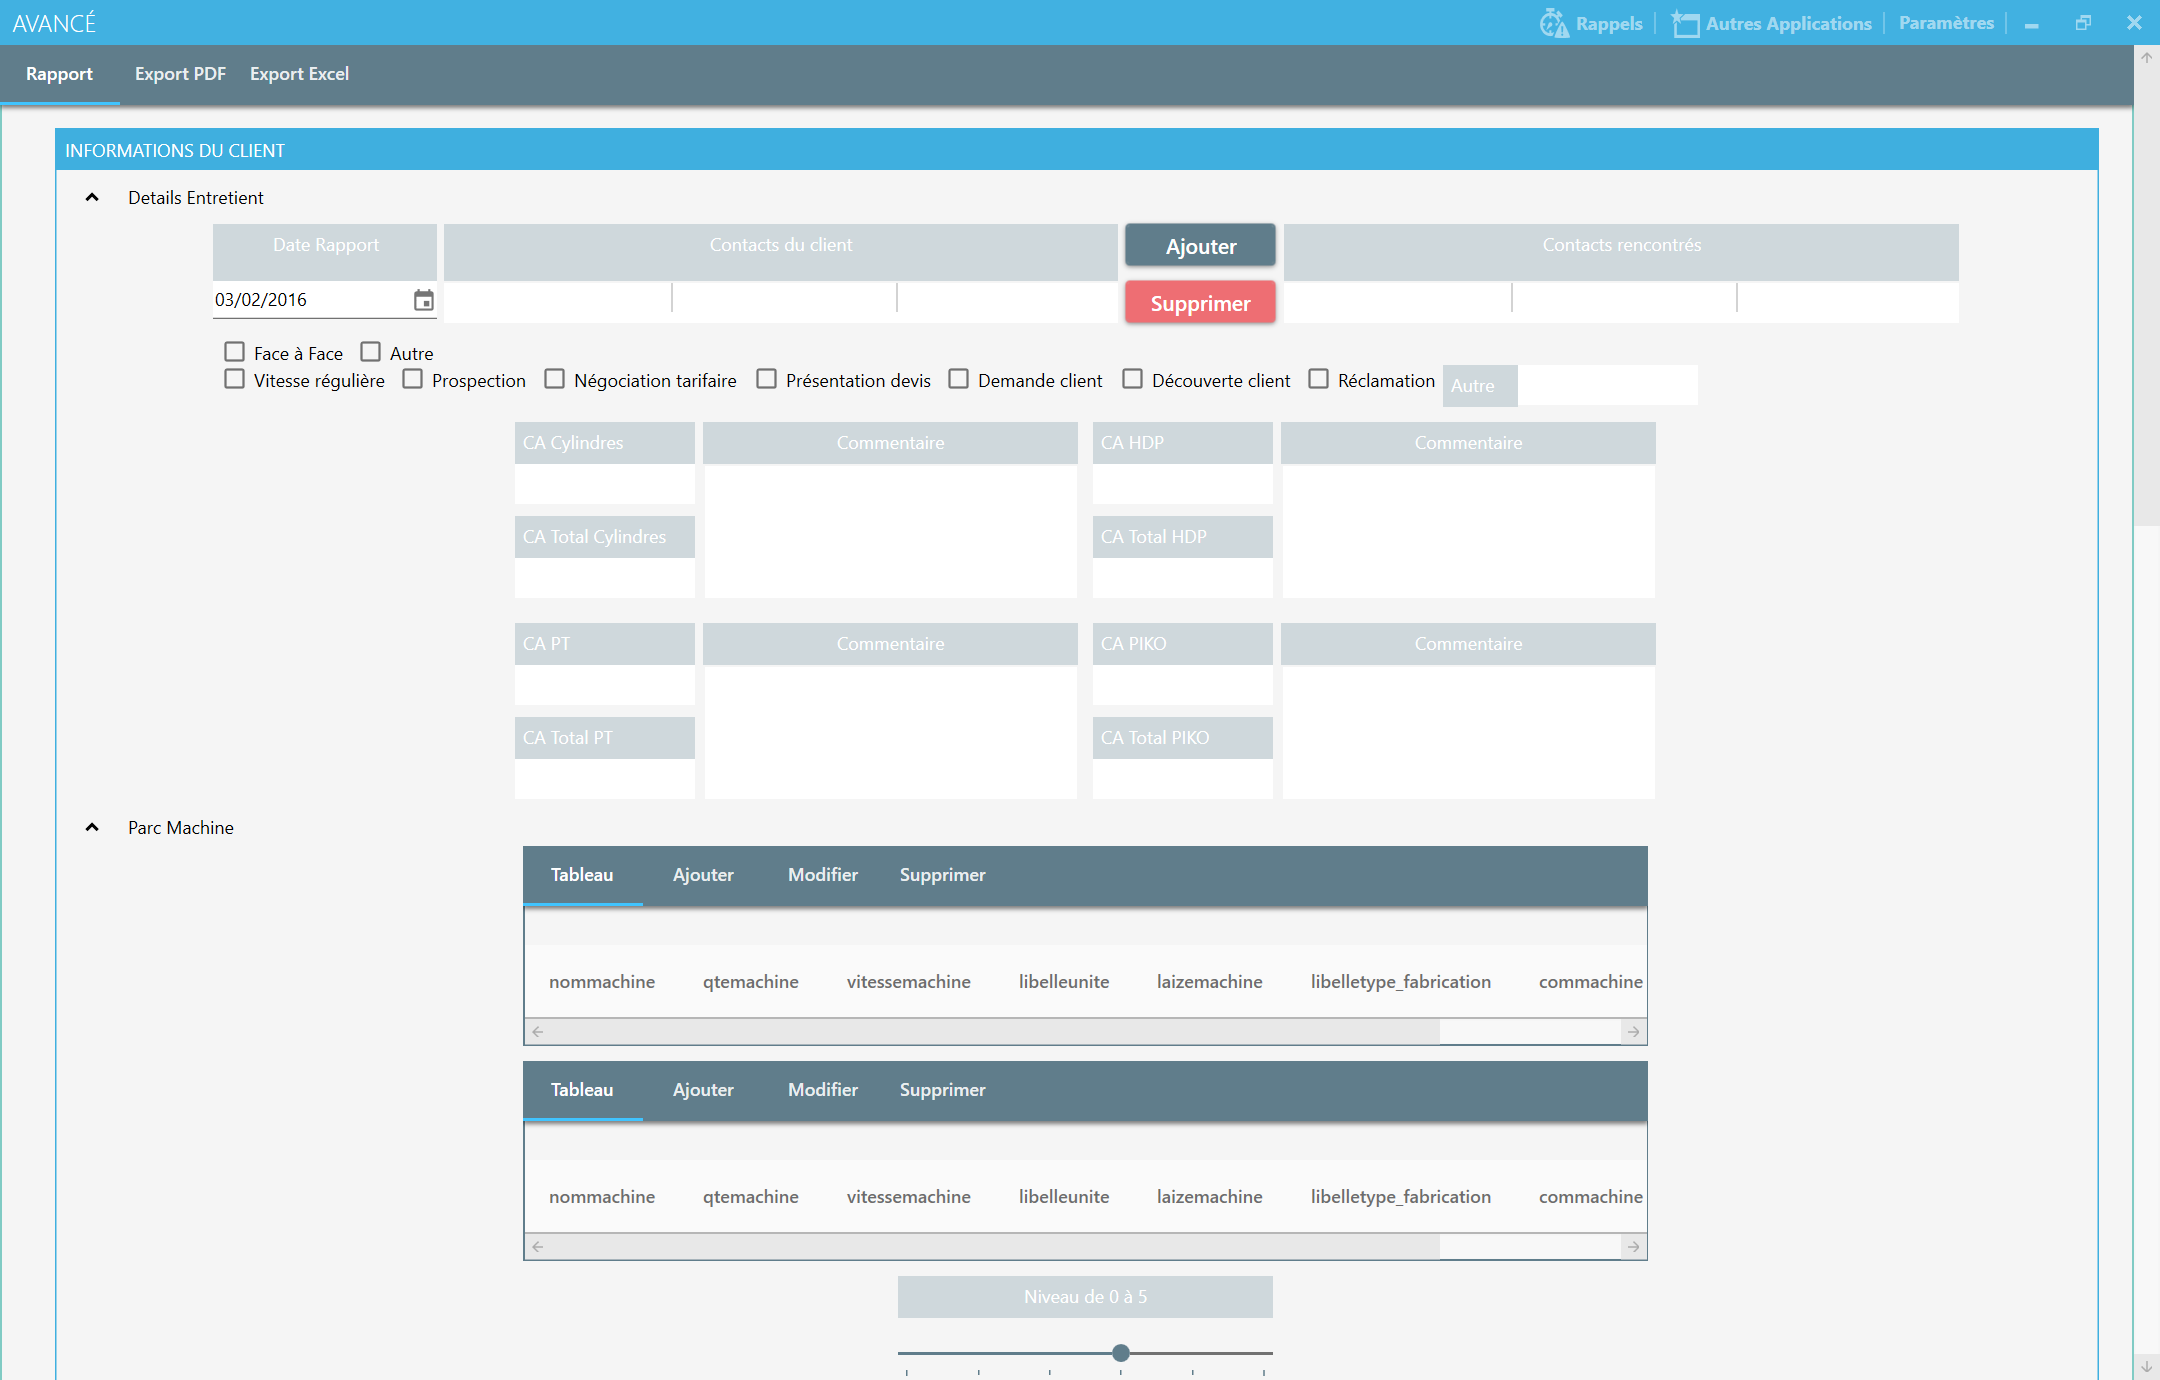 AVANCÉ
Rappels
Autres Applications
Paramètres
Rapport
Export PDF
Export Excel
INFORMATIONS DU CLIENT
Details Entretient
Date Rapport
Contacts du client
Ajouter
Contacts rencontrés
03/02/2016
Supprimer
Face à Face
Autre
Vitesse régulière
Prospection
Négociation tarifaire
Présentation devis
Demande client
Découverte client
Réclamation
Autre
CA Cylindres
Commentaire
CA HDP
Commentaire
CA Total Cylindres
CA Total HDP
CA PT
Commentaire
CA PIKO
Commentaire
CA Total PT
CA Total PIKO
Parc Machine
Tableau
Ajouter
Modifier
Supprimer
nommachine
qtemachine
vitessemachine
libelleunite
laizemachine
libelletype_fabrication
commachine
Tableau
Ajouter
Modifier
Supprimer
nommachine
qtemachine
vitessemachine
libelleunite
laizemachine
libelletype_fabrication
commachine
Niveau de 0 à 5